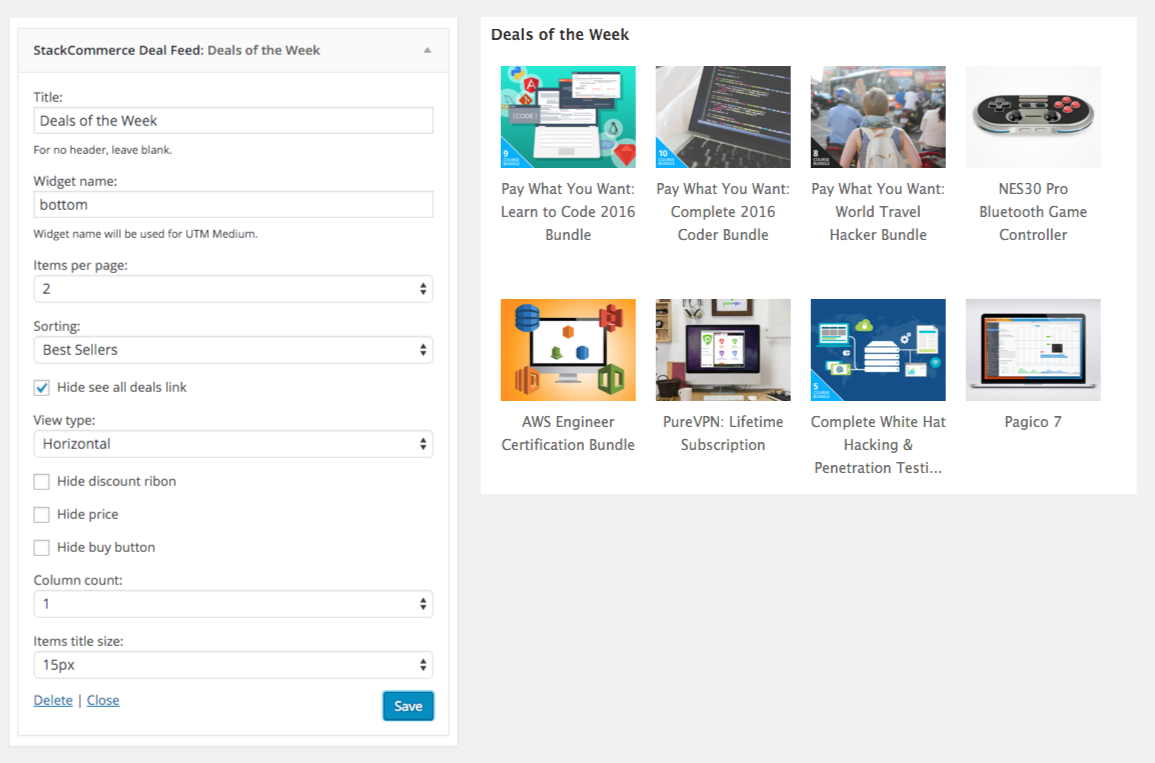 StackCommerce Deal Feed: Deals of the Week
Title:
Deals of the Week
For no header, leave blank.
Widget name:
bottom
Widget name will be used for UTM Medium.
Items per page:
2
Sorting:
Best Sellers
Hide see all deals link
View type:
Horizontal
Hide discount ribon
Hide price
Hide buy button
Column count:
1
Items title size:
15px
Delete | Close
Save
Deals of the Week
{CODE}
9
COURSE
BUNDLE
Pay What You Want:
Learn to Code 2016
Bundle
10
COURSE
BUNDLE
Pay What You Want:
Complete 2016
Coder Bundle
8
COURSE
BUNDLE
Pay What You Want:
World Travel
Hacker Bundle
NES30 Pro
Bluetooth Game
Controller
AWS Engineer
Certification Bundle
PureVPN: Lifetime
Subscription
5
COURSE
BUNDLE
Complete White Hat
Hacking &
Penetration Testi...
Pagico 7